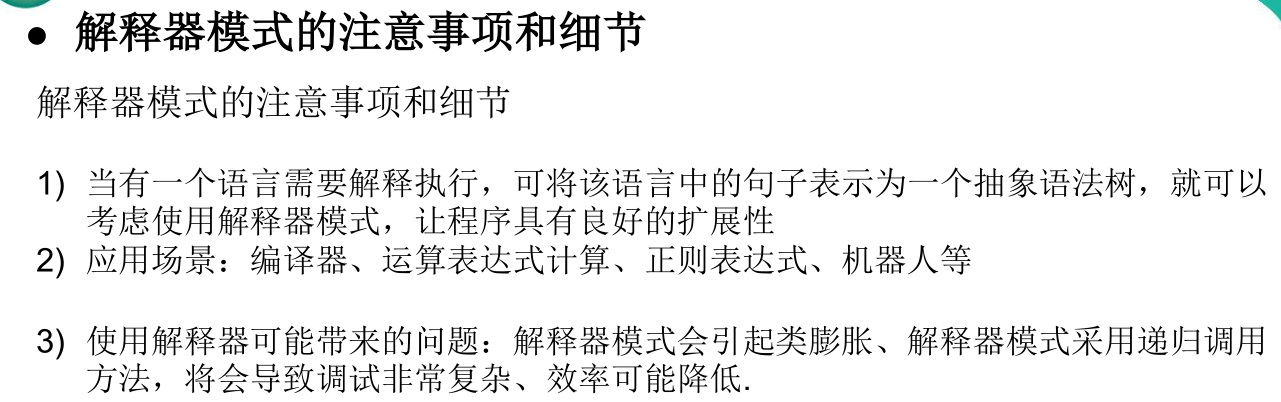 ● 解释器模式的注意事项和细节
解释器模式的注意事项和细节
1) 当有一个语言需要解释执行，可将该语言中的句子表示为一个抽象语法树，就可以
考虑使用解释器模式，让程序具有良好的扩展性
2) 应用场景：编译器、运算表达式计算、正则表达式、机器人等
3) 使用解释器可能带来的问题：解释器模式会引起类膨胀、解释器模式采用递归调用
方法，将会导致调试非常复杂、效率可能降低.